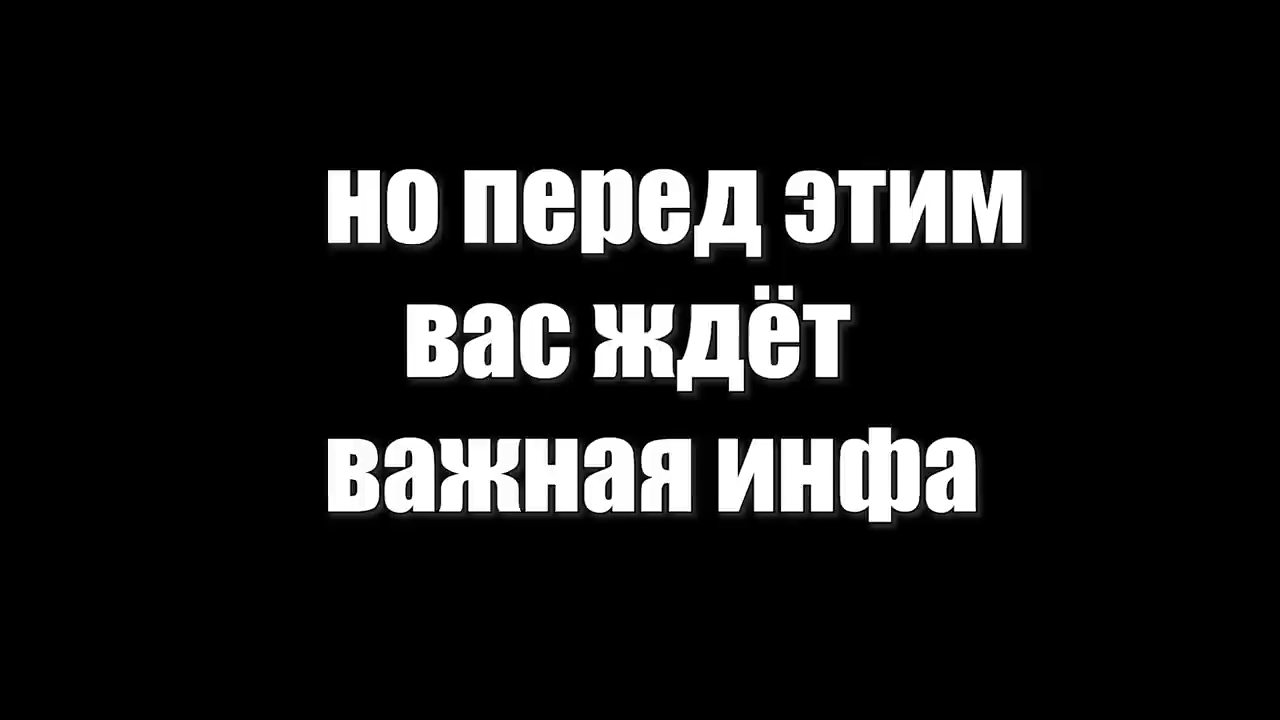 но перед этим
вас ждёт
важная инфа